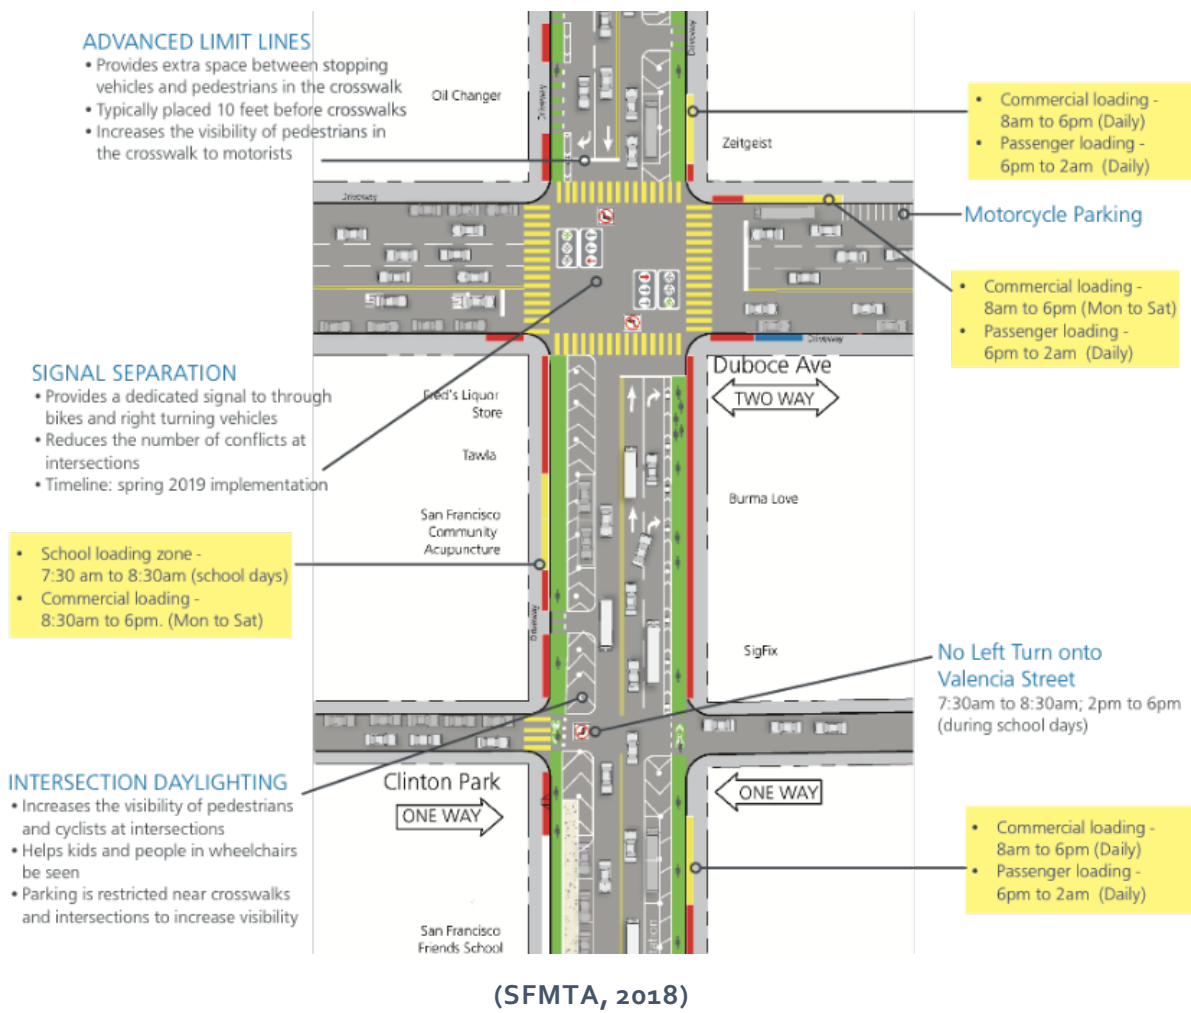 ADVANCED LIMIT LINES
• Provides extra space between stopping
vehicles and pedestrians in the crosswalk
• Typically placed 10 feet before crosswalks
• Increases the visibility of pedestrians in
the crosswalk to motorists
Oil Changer
Driveway
Driveway
Zeitgeist
• Commercial loading -
8am to 6pm (Daily)
• Passenger loading -
6pm to 2am (Daily)
Driveway
Motorcycle Parking
• Commercial loading -
8am to 6pm (Mon to Sat)
• Passenger loading -
6pm to 2am (Daily)
Driveway
Duboce Ave
TWO WAY
SIGNAL SEPARATION
• Provides a dedicated signal to through
bikes and right turning vehicles
• Reduces the number of conflicts at
intersections
• Timeline: spring 2019 implementation
Fred's Liquor
Store
Tawla
San Francisco
Community
Acupuncture
Burma Love
• School loading zone -
7:30 am to 8:30am (school days)
• Commercial loading -
8:30am to 6pm. (Mon to Sat)
Driveway
SigFix
No Left Turn onto
Valencia Street
7:30am to 8:30am; 2pm to 6pm
(during school days)
INTERSECTION DAYLIGHTING
• Increases the visibility of pedestrians
and cyclists at intersections
• Helps kids and people in wheelchairs
be seen
• Parking is restricted near crosswalks
and intersections to increase visibility
Clinton Park
ONE WAY
ONE WAY
• Commercial loading -
8am to 6pm (Daily)
• Passenger loading -
6pm to 2am (Daily)
San Francisco
Friends School
(SFMTA, 2018)